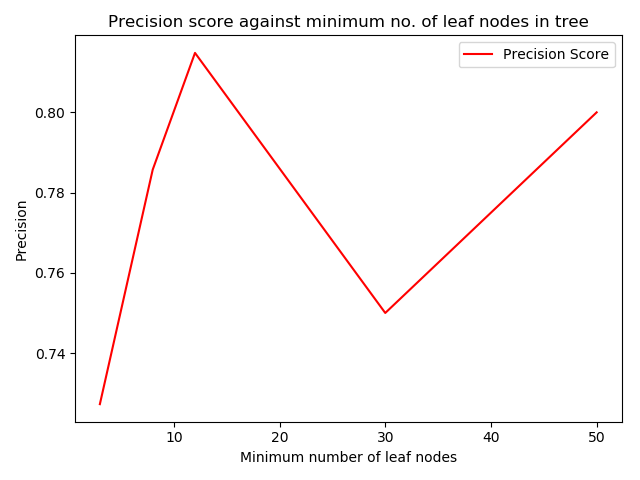 Precision score against minimum no. of leaf nodes in tree
Precision Score
0.80
0.78
0.76
0.74
Precision
10 20 30 40 50
Minimum number of leaf nodes